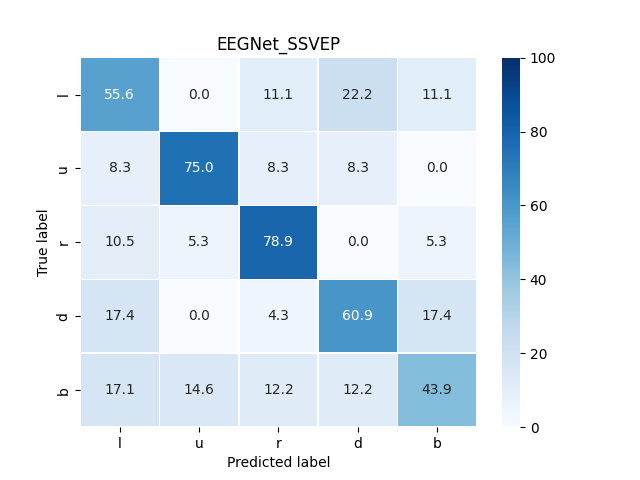 EEGNet_SSVEP
l 55.6 0.0 11.1 22.2 11.1
u 8.3 75.0 8.3 8.3 0.0
r 10.5 5.3 78.9 0.0 5.3
d 17.4 0.0 4.3 60.9 17.4
b 17.1 14.6 12.2 12.2 43.9
l u r d b
True label
Predicted label
100
80
60
40
20
0